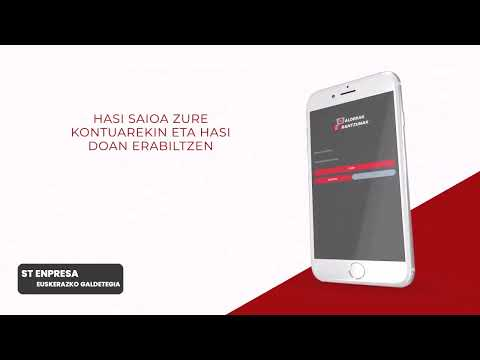 HASI SAIOA ZURE
KONTUAREKIN ETA HASI
DOAN ERABILTZEN
ST ENPRESA
EUSKERAZKO GALDETEGIA